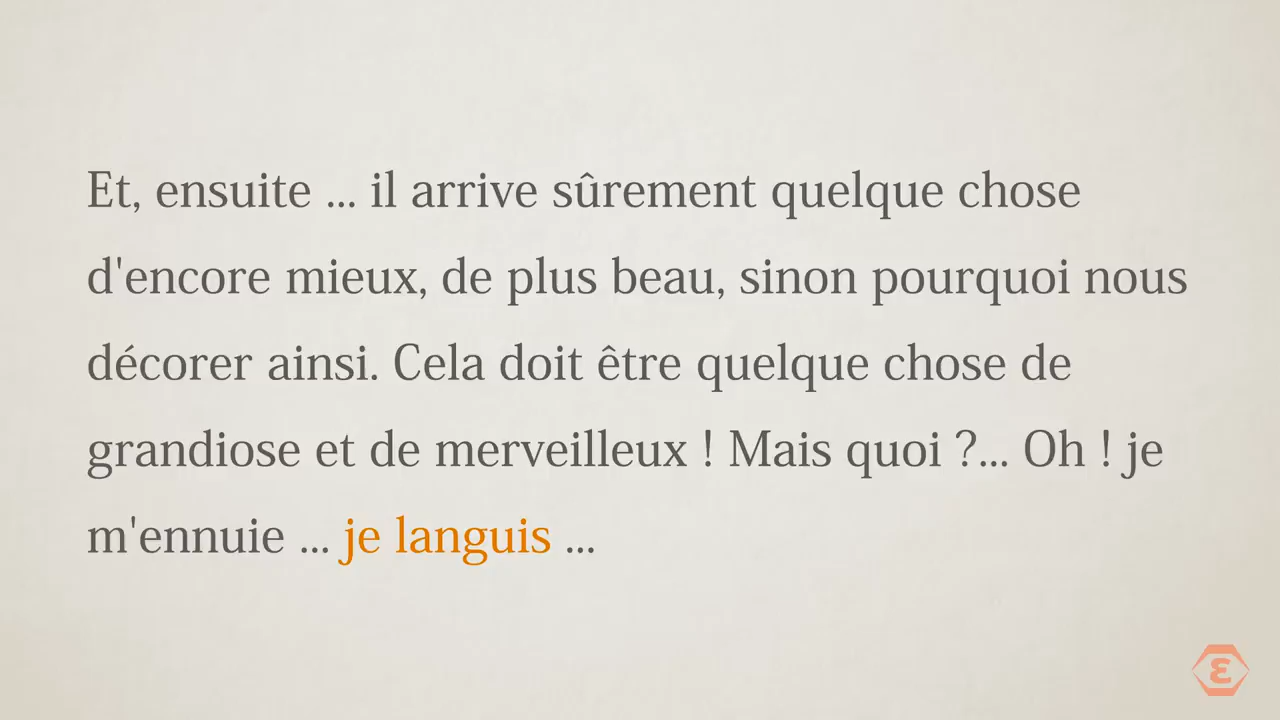 Et, ensuite ... il arrive sûrement quelque chose
d'encore mieux, de plus beau, sinon pourquoi nous
décorer ainsi. Cela doit être quelque chose de
grandiose et de merveilleux ! Mais quoi ?... Oh ! je
m'ennuie ... je languis ...
ε